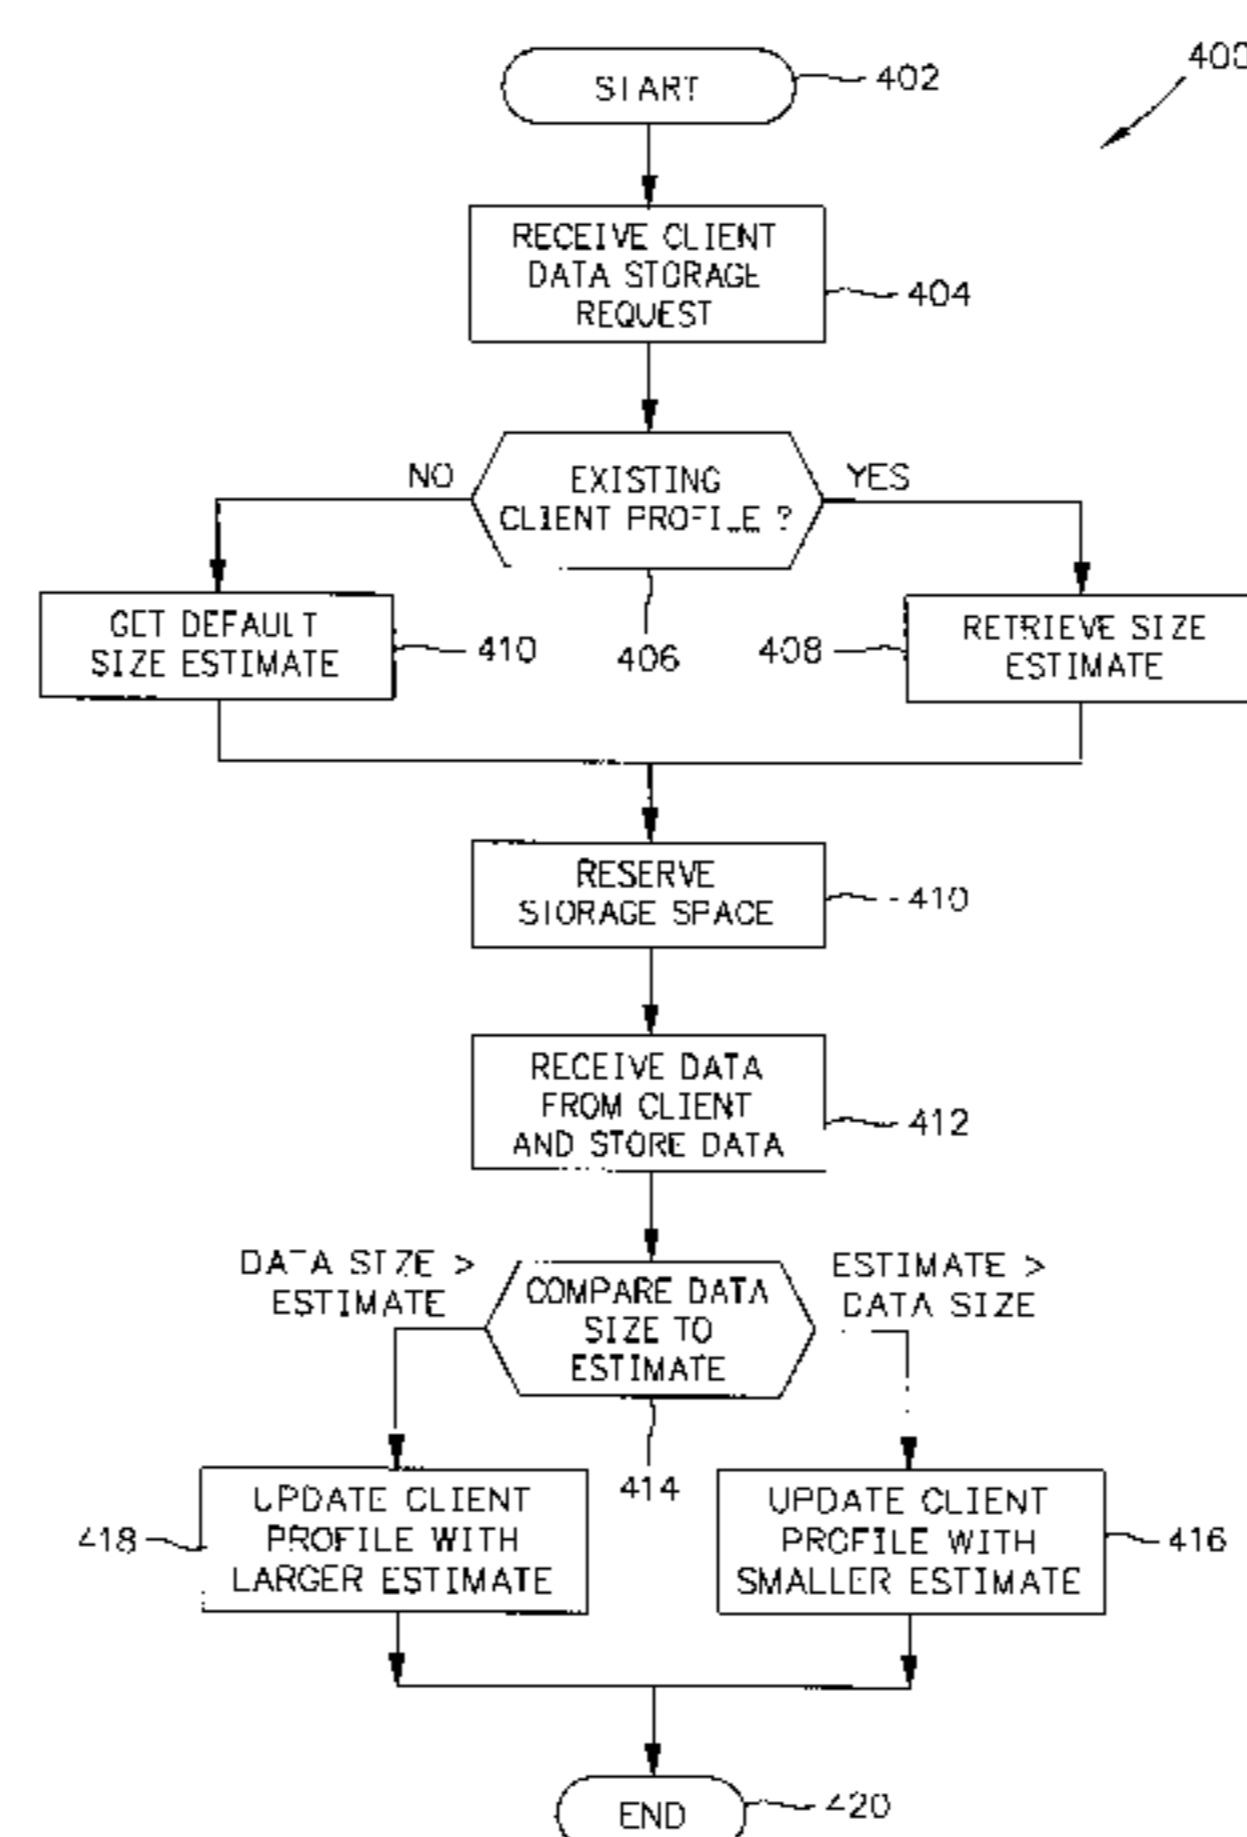 400
START
402
RECEIVE CLIENT
DATA STORAGE
REQUEST
404
NO
EXISTING
CLIENT PROFILE ?
YES
406
GET DEFAULT
SIZE ESTIMATE
410
408
RETRIEVE SIZE
ESTIMATE
RESERVE
STORAGE SPACE
410
RECEIVE DATA
FROM CLIENT
AND STORE DATA
412
DATA SIZE >
ESTIMATE
COMPARE DATA
SIZE TO
ESTIMATE
ESTIMATE >
DATA SIZE
414
418
UPDATE CLIENT
PROFILE WITH
LARGER ESTIMATE
UPDATE CLIENT
PROFILE WITH
SMALLER ESTIMATE
416
END
420